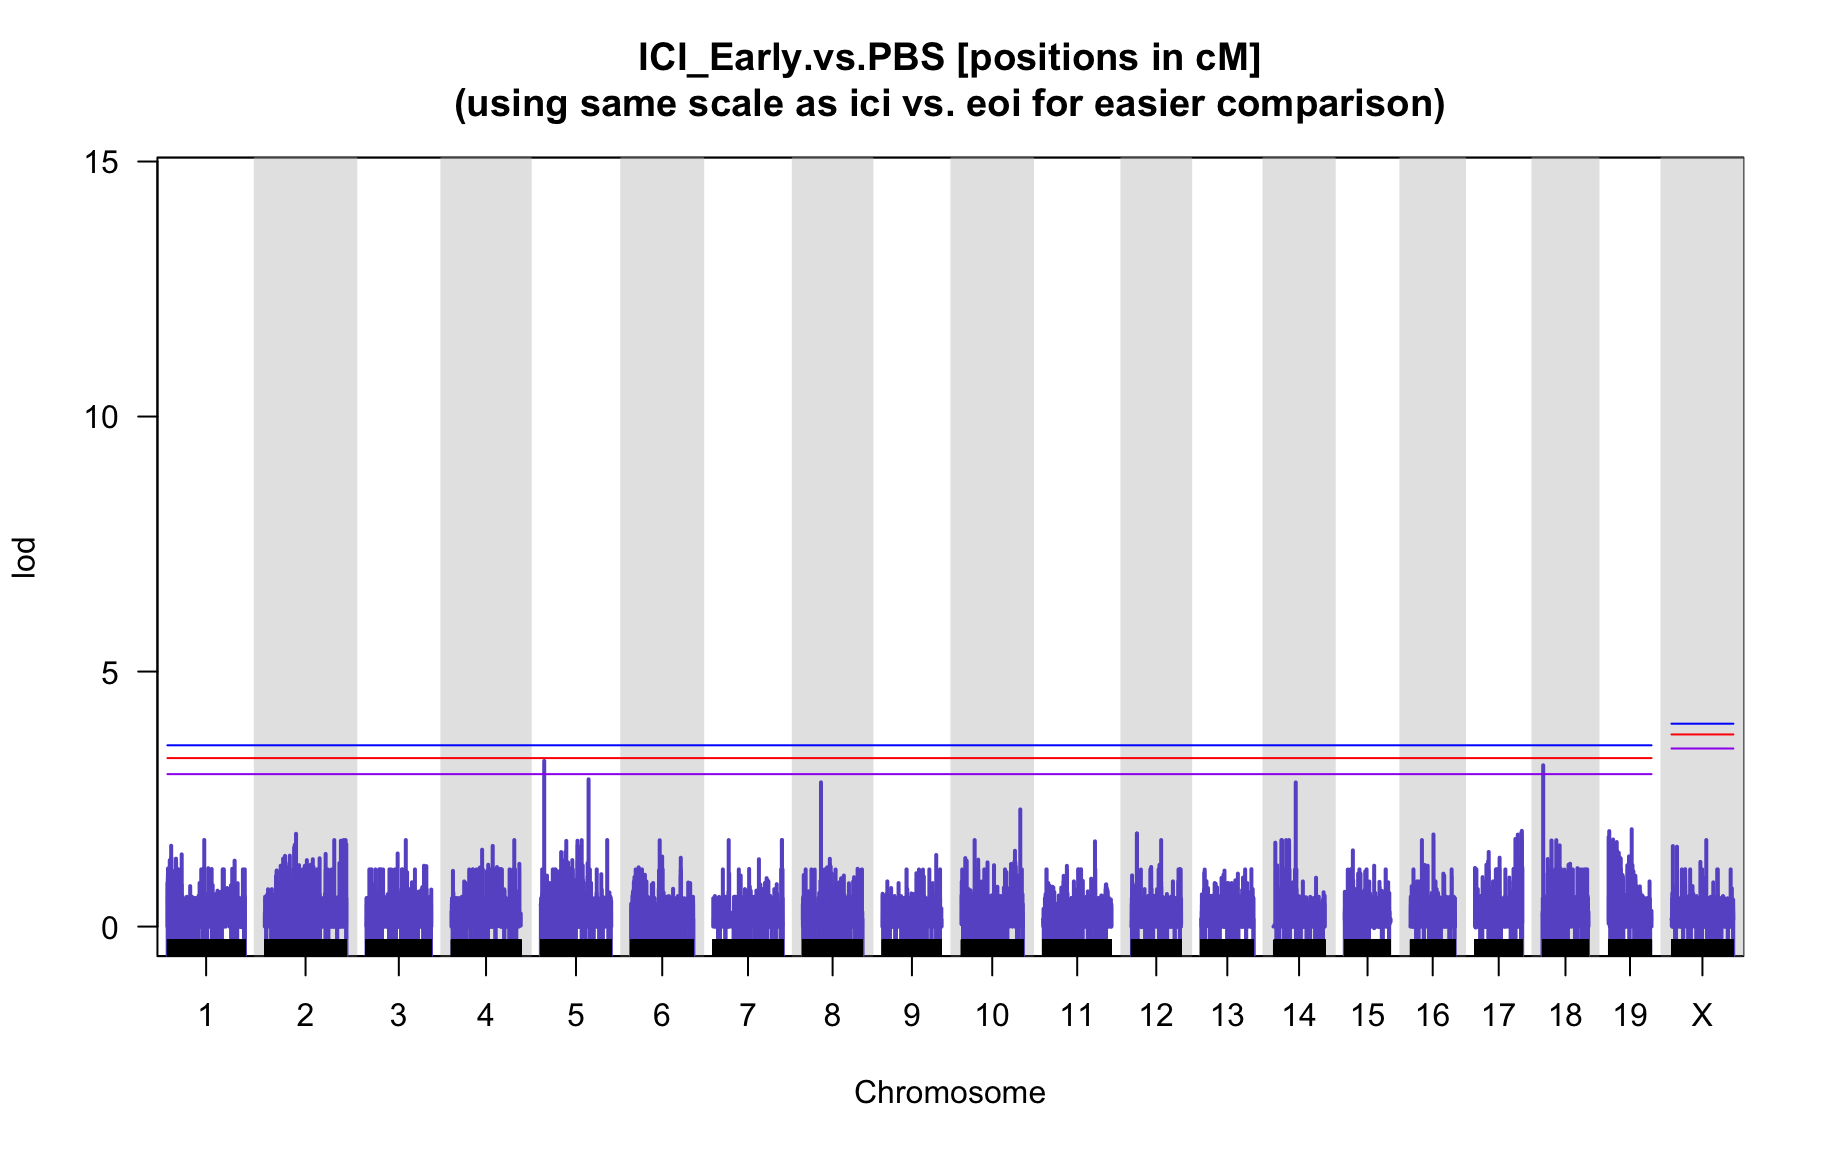 ICI_Early.vs.PBS [positions in cM]
(using same scale as ici vs. eoi for easier comparison)
15
10
5
0
lod
1 2 3 4 5 6 7 8 9 10 11 12 13 14 15 16 17 18 19 X
Chromosome